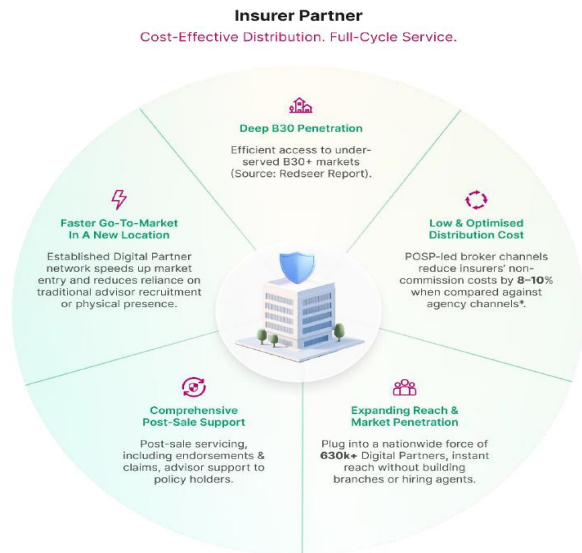 Insurer Partner
Cost-Effective Distribution. Full-Cycle Service.
Deep B30 Penetration
Efficient access to under-
served B30+ markets
(Source: Redseer Report).
Faster Go-To-Market
In A New Location
Established Digital Partner
network speeds up market
entry and reduces reliance on
traditional advisor recruitment
or physical presence.
Low & Optimised
Distribution Cost
POSP-led broker channels
reduce insurers' non-
commission costs by 8–10%
when compared against
agency channels*.
Comprehensive
Post-Sale Support
Post-sale servicing,
including endorsements &
claims, advisor support to
policy holders.
Expanding Reach &
Market Penetration
Plug into a nationwide force of
630k+ Digital Partners, instant
reach without building
branches or hiring agents.